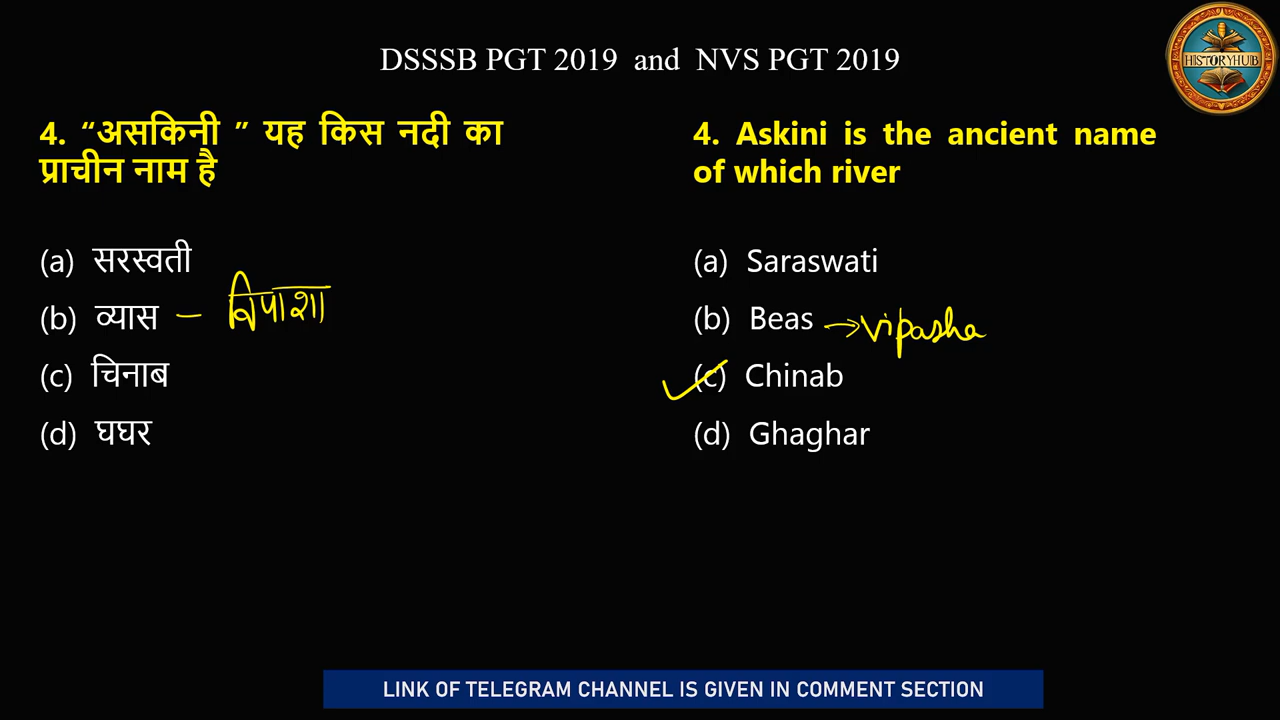 DSSSB PGT 2019 and NVS PGT 2019
HISTORYHUB
4. “असकिनी ” यह किस नदी का
प्राचीन नाम है
(a) सरस्वती
(b) व्यास – विपाशा
(c) चिनाब
(d) घघर
4. Askini is the ancient name
of which river
(a) Saraswati
(b) Beas → vipasha
(c) Chinab
(d) Ghaghar
LINK OF TELEGRAM CHANNEL IS GIVEN IN COMMENT SECTION